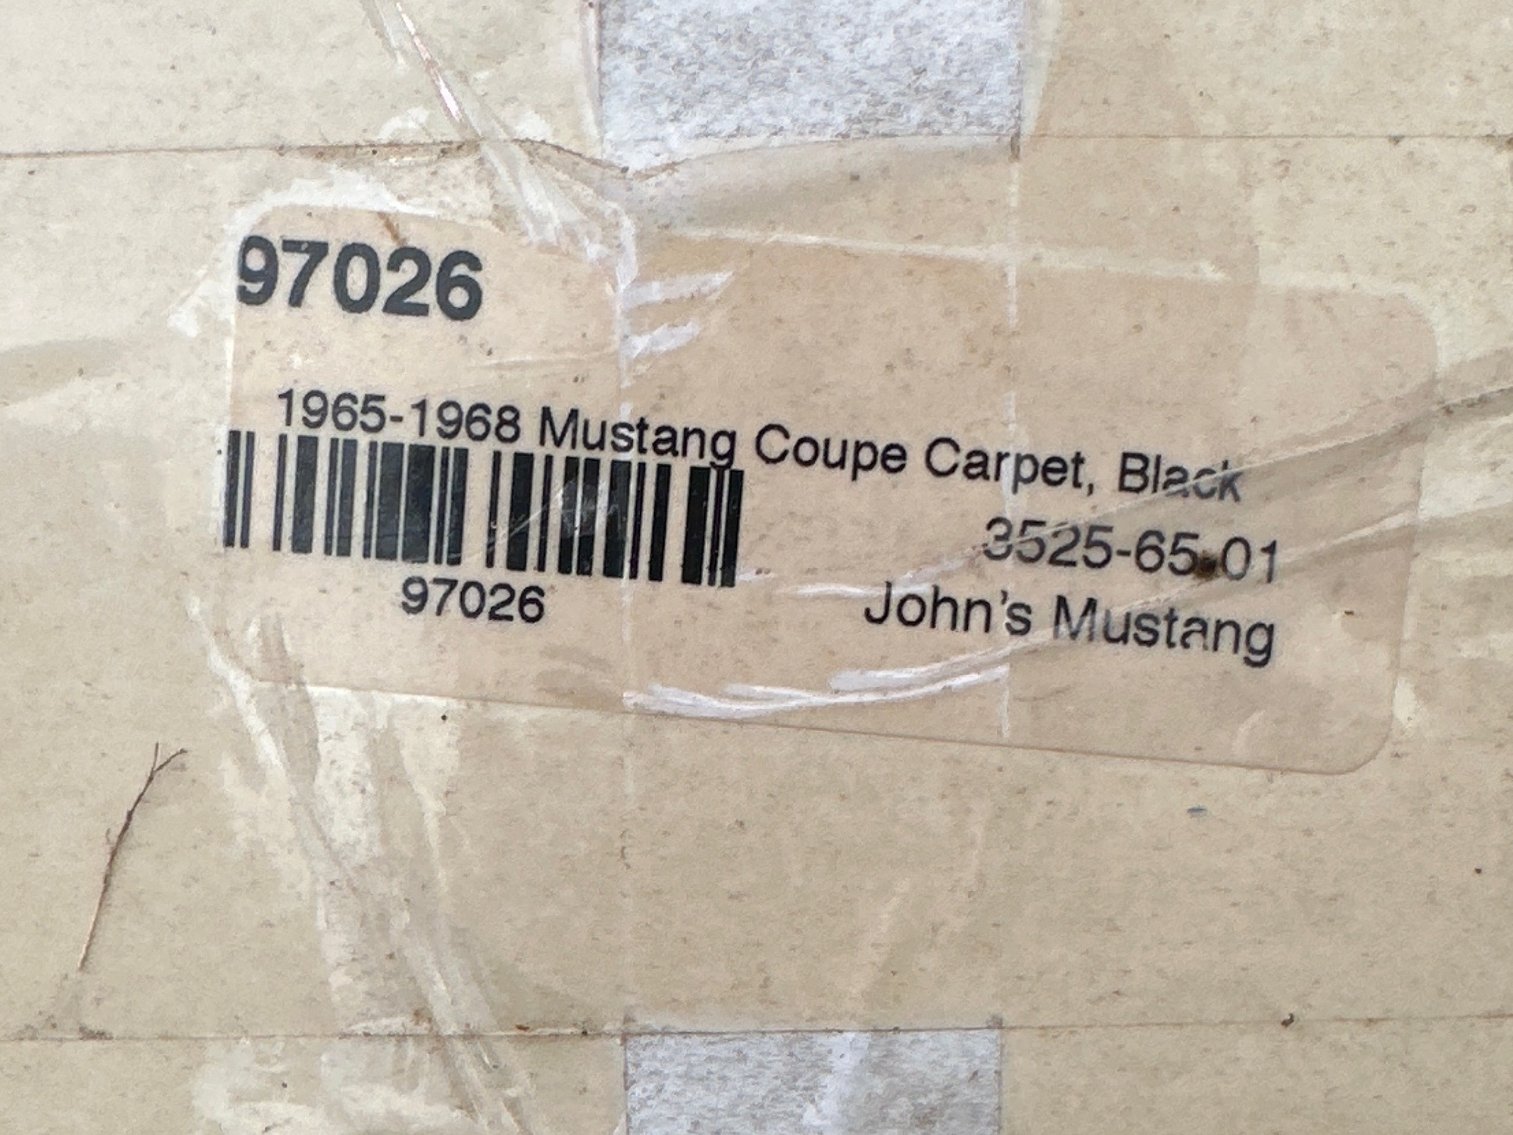 97026
1965-1968 Mustang Coupe Carpet, Black
3525-65-01
97026
John's Mustang